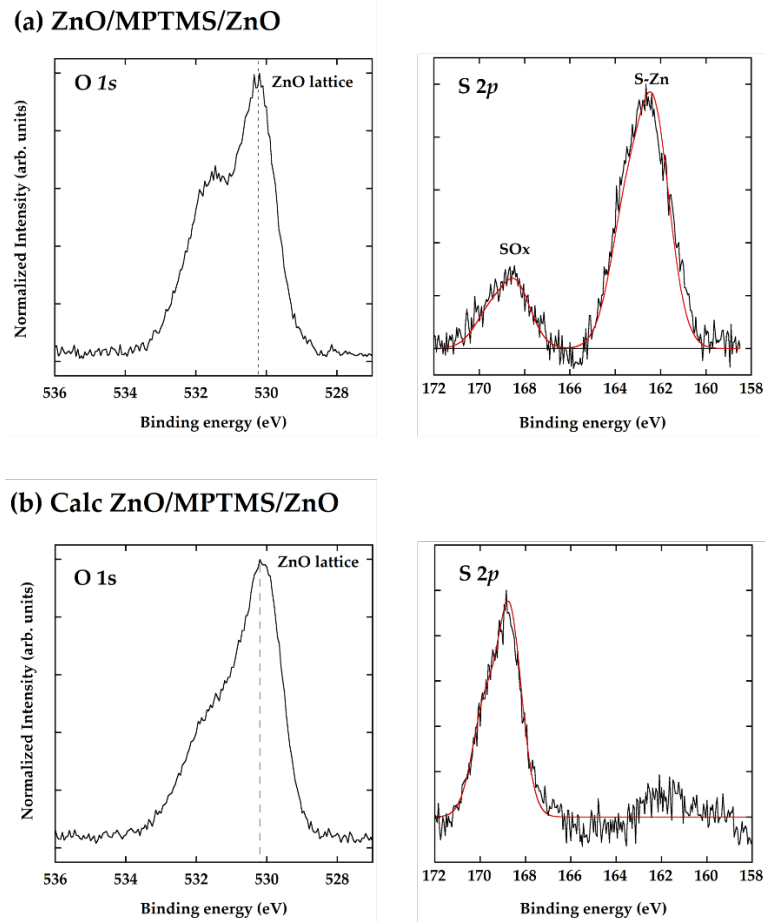 (a) ZnO/MPTMS/ZnO
O 1s
ZnO lattice
Normalized Intensity (arb. units)
536 534 532 530 528
Binding energy (eV)
S 2p
S-Zn
SOx
172 170 168 166 164 162 160 158
Binding energy (eV)
(b) Calc ZnO/MPTMS/ZnO
O 1s
ZnO lattice
Normalized Intensity (arb. units)
536 534 532 530 528
Binding energy (eV)
S 2p
172 170 168 166 164 162 160 158
Binding energy (eV)